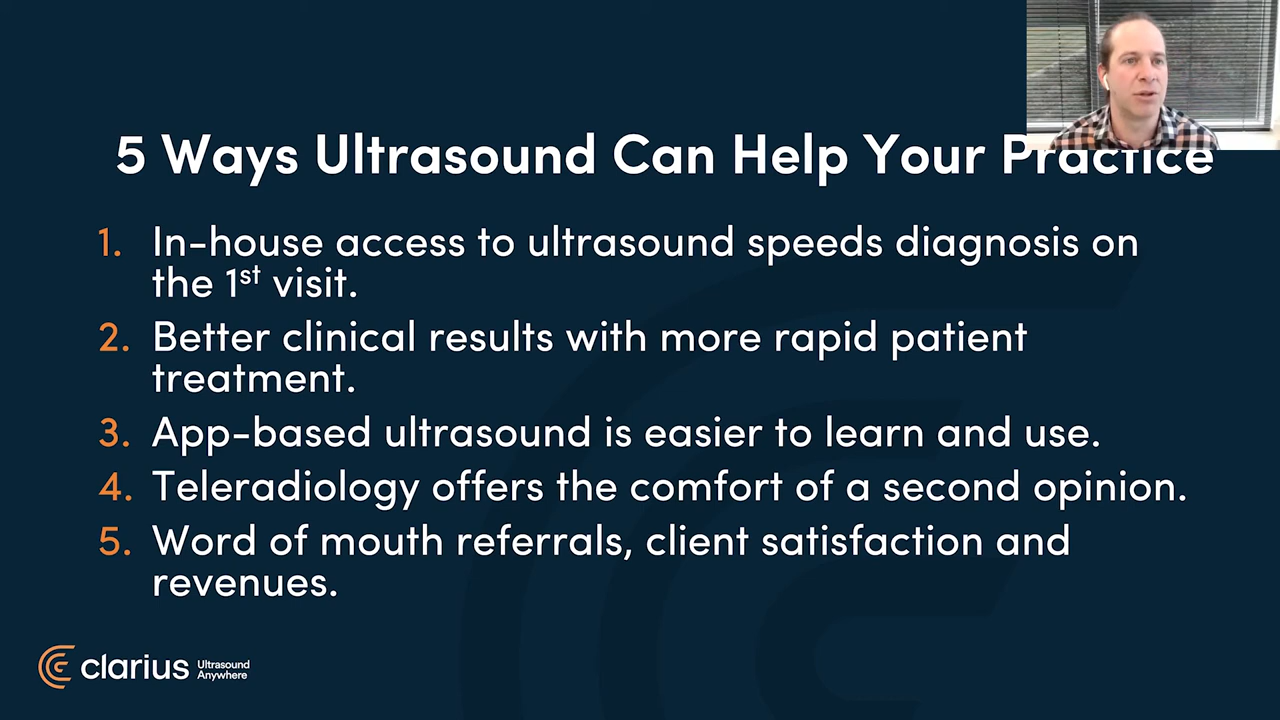 5 Ways Ultrasound Can Help Your Practice
1. In-house access to ultrasound speeds diagnosis on
the 1st visit.
2. Better clinical results with more rapid patient
treatment.
3. App-based ultrasound is easier to learn and use.
4. Teleradiology offers the comfort of a second opinion.
5. Word of mouth referrals, client satisfaction and
revenues.
clarius Ultrasound
Anywhere